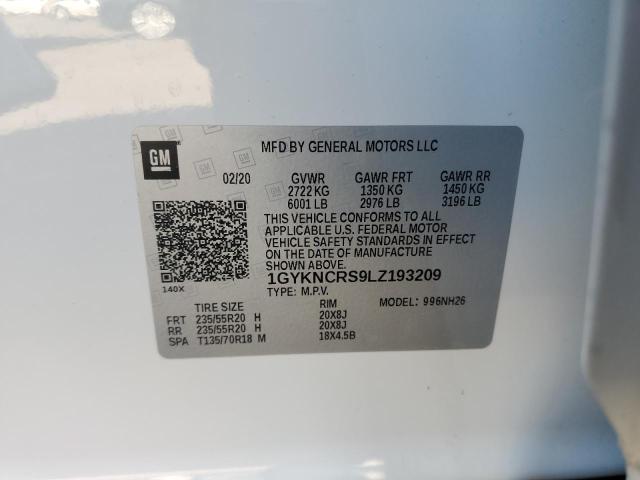 GM
MFD BY GENERAL MOTORS LLC
02/20 GVWR GAWR FRT GAWR RR
2722 KG 1350 KG 1450 KG
6001 LB 2976 LB 3196 LB
THIS VEHICLE CONFORMS TO ALL
APPLICABLE U.S. FEDERAL MOTOR
VEHICLE SAFETY STANDARDS IN EFFECT
ON THE DATE OF MANUFACTURE
SHOWN ABOVE.
1GYKNCRS9LZ193209
140X TYPE: M.P.V.
TIRE SIZE RIM MODEL: 996NH26
FRT 235/55R20 H 20X8J
RR 235/55R20 H 20X8J
SPA T135/70R18 M 18X4.5B